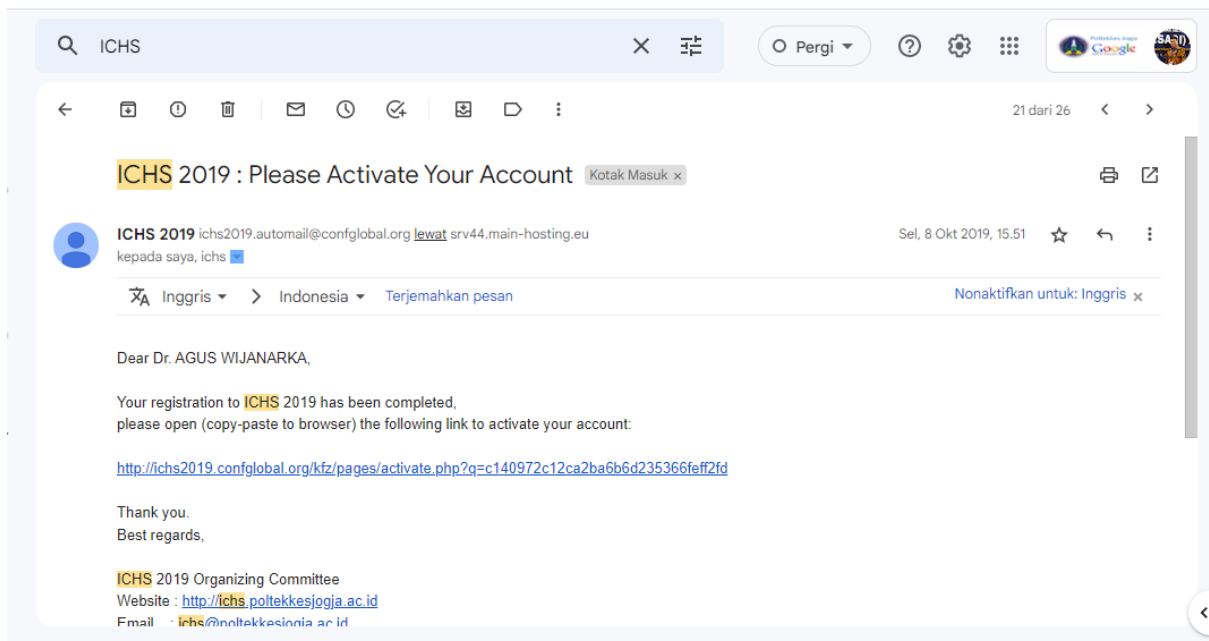 ICHS
Pergi
Google
21 dari 26
ICHS 2019 : Please Activate Your Account Kotak Masuk ×
ICHS 2019 ichs2019.automail@confglobal.org lewat srv44.main-hosting.eu
Sel, 8 Okt 2019, 15.51
kepada saya, ichs
Inggris > Indonesia Terjemahkan pesan
Nonaktifkan untuk: Inggris ×
Dear Dr. AGUS WIJANARKA,
Your registration to ICHS 2019 has been completed,
please open (copy-paste to browser) the following link to activate your account:
http://ichs2019.confglobal.org/kfz/pages/activate.php?q=c140972c12ca2ba6b6d235366feff2fd
Thank you.
Best regards,
ICHS 2019 Organizing Committee
Website : http://ichs.poltekkesjogja.ac.id
Email : ichs@poltekkesjogja.ac.id